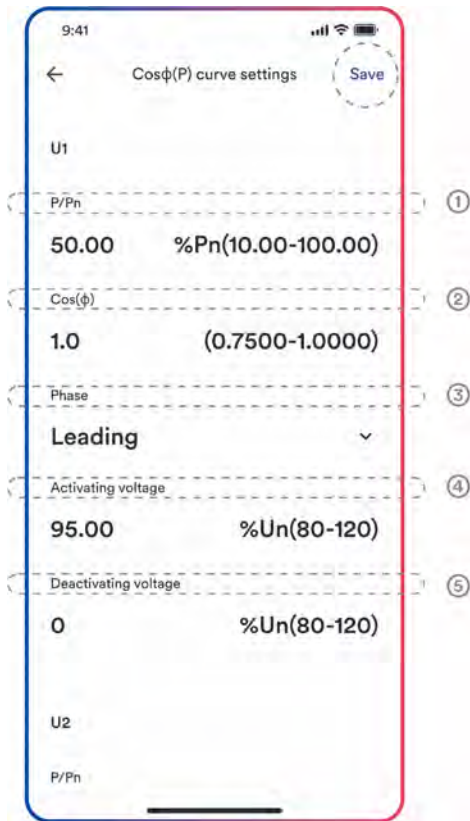 9:41
Cosϕ(P) curve settings Save
U1
P/Pn
①
50.00 %Pn(10.00-100.00)
Cos(ϕ)
②
1.0 (0.7500-1.0000)
Phase
③
Leading
Activating voltage
④
95.00 %Un(80-120)
Deactivating voltage
⑤
0 %Un(80-120)
U2
P/Pn